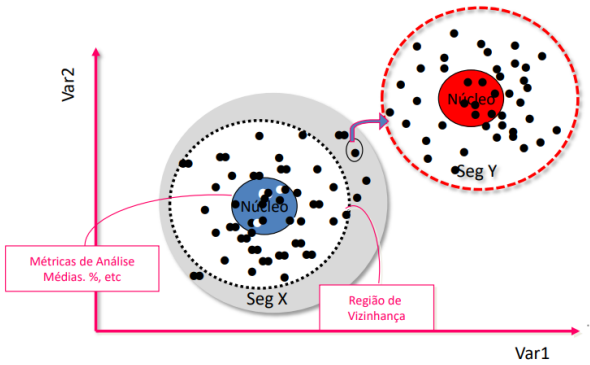 Var2
Núcleo
Seg Y
Núcleo
Métricas de Análise
Médias. %, etc
Seg X
Região de
Vizinhança
Var1